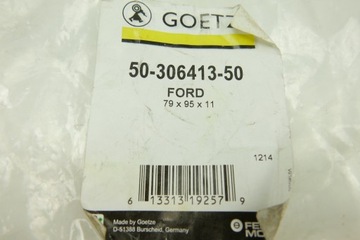 GOETZE
50-306413-50
FORD
79 x 95 x 11
1214
6 13313 19257 9
Made by Goetze
D-51388 Burscheid, Germany